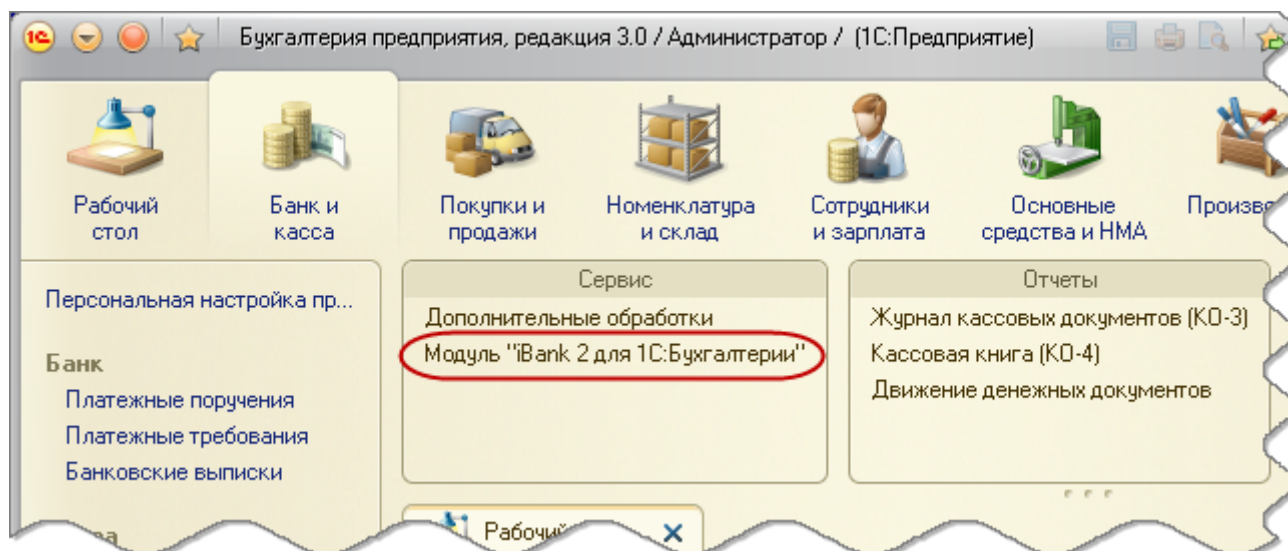 1С
Бухгалтерия предприятия, редакция 3.0 / Администратор / (1С:Предприятие)
Рабочий
стол
Банк и
касса
Покупки и
продажи
Номенклатура
и склад
Сотрудники
и зарплата
Основные
средства и НМА
Персональная настройка пр...
Банк
Платежные поручения
Платежные требования
Банковские выписки
Сервис
Дополнительные обработки
Модуль "iBank 2 для 1С:Бухгалтерии"
Отчеты
Журнал кассовых документов (КО-3)
Кассовая книга (КО-4)
Движение денежных документов